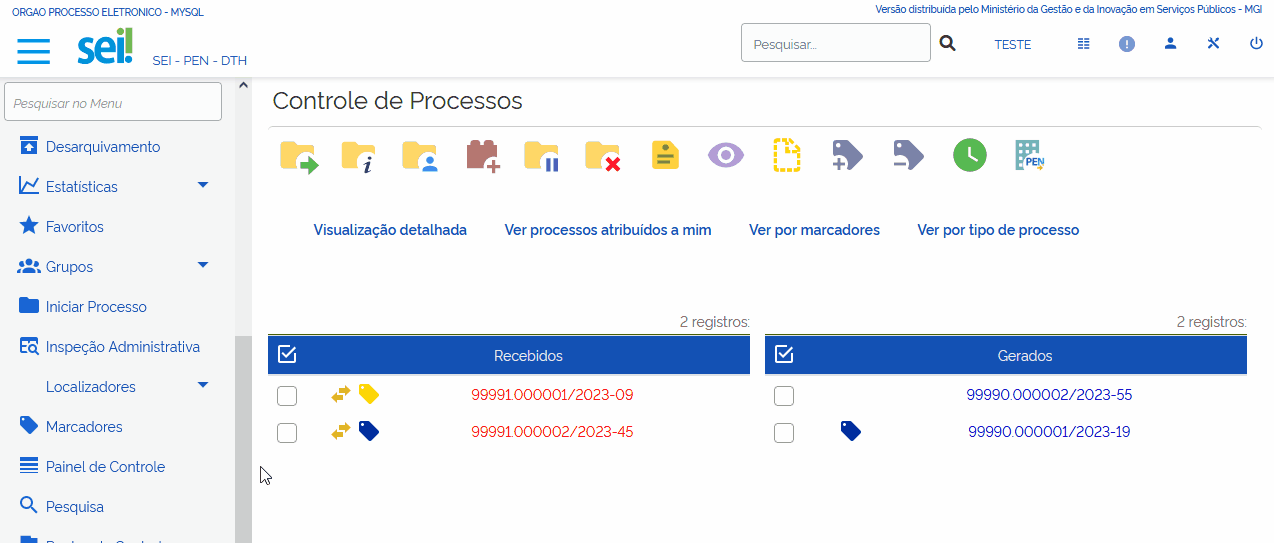 ORGAO PROCESSO ELETRONICO - MYSQL
Versão distribuída pelo Ministério da Gestão e da Inovação em Serviços Públicos - MGI
sei!
SEI - PEN - DTH
Pesquisar...
TESTE
Pesquisar no Menu
Desarquivamento
Estatísticas
Favoritos
Grupos
Iniciar Processo
Inspeção Administrativa
Localizadores
Marcadores
Painel de Controle
Pesquisa
Controle de Processos
PEN
Visualização detalhada
Ver processos atribuídos a mim
Ver por marcadores
Ver por tipo de processo
2 registros:
Recebidos
99991.000001/2023-09
99991.000002/2023-45
2 registros:
Gerados
99990.000002/2023-55
99990.000001/2023-19